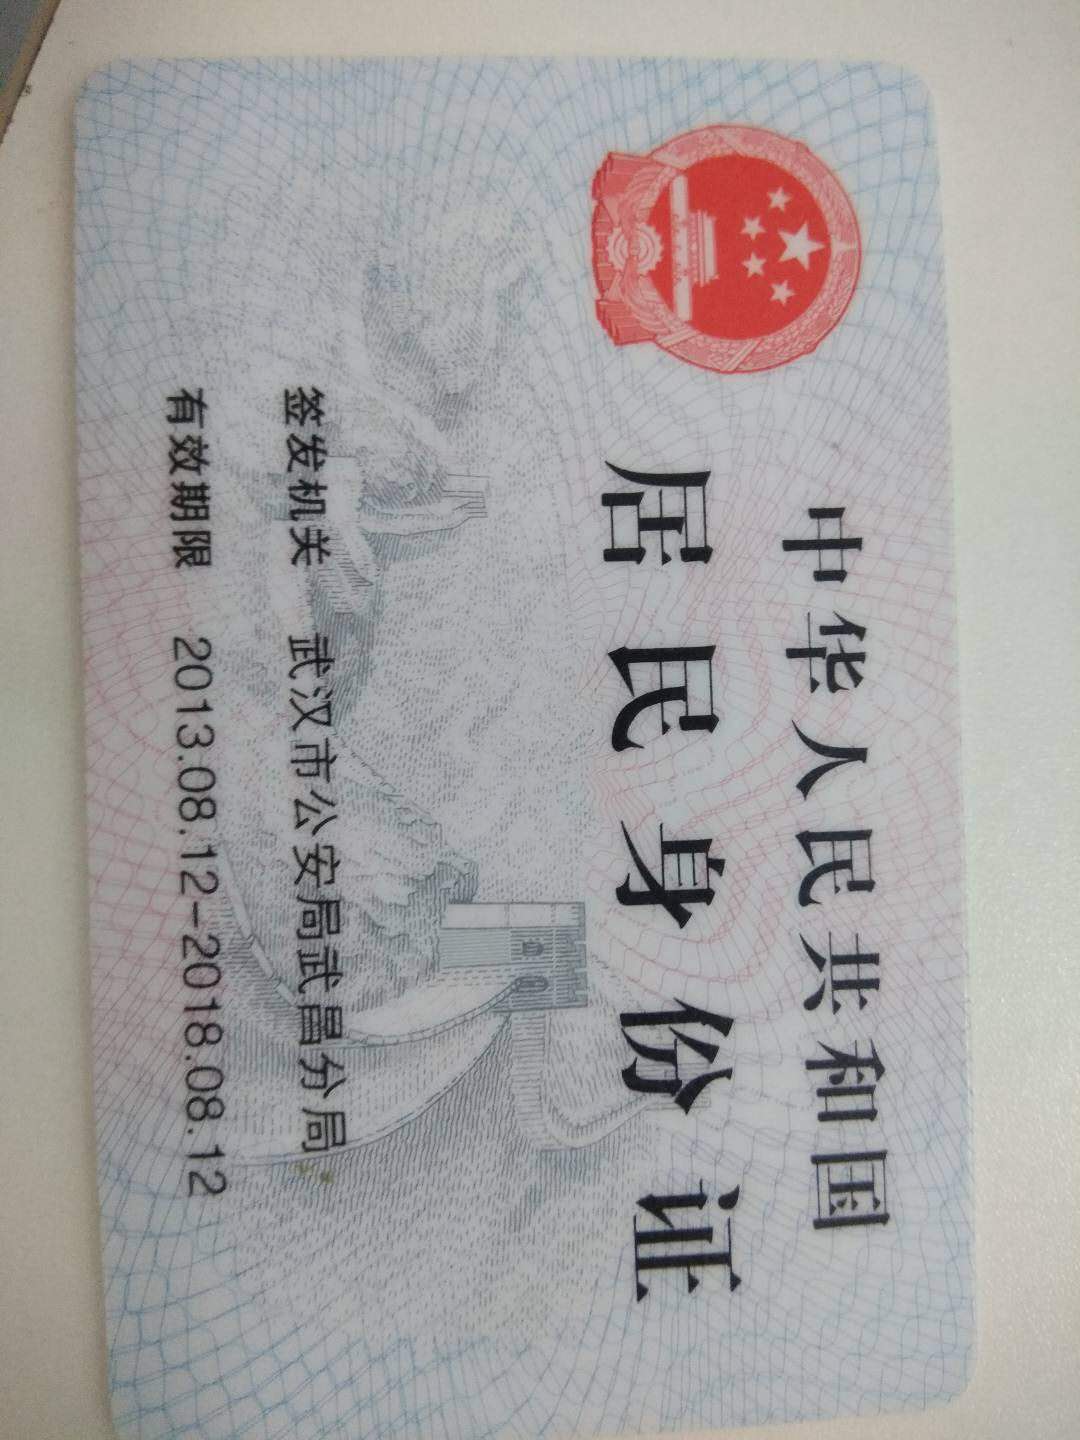 中华人民共和国
居民身份证
签发机关 武汉市公安局武昌分局
有效期限 2013.08.12-2018.08.12